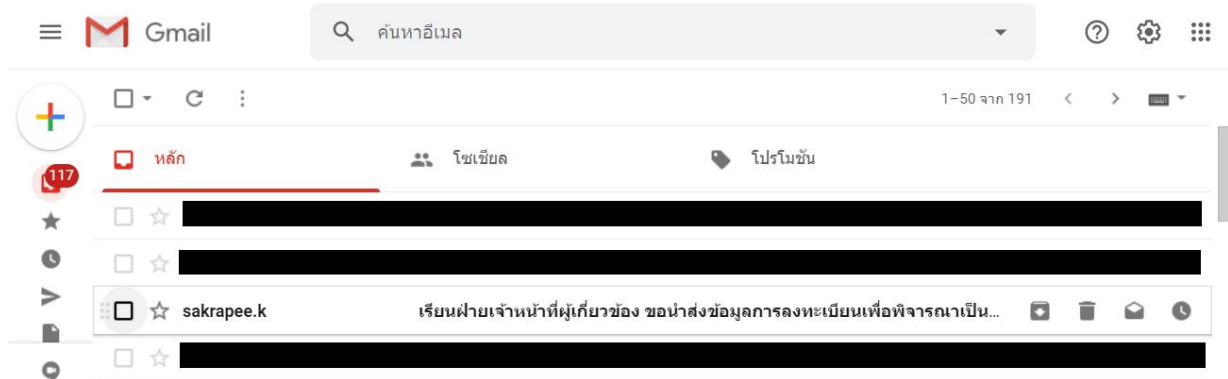 Gmail
ค้นหาอีเมล
1–50 จาก 191
หลัก
โซเชียล
โปรโมชัน
117
sakrapee.k เรียนฝ่ายเจ้าหน้าที่ผู้เกี่ยวข้อง ขอนำส่งข้อมูลการลงทะเบียนเพื่อพิจารณาเป็น...